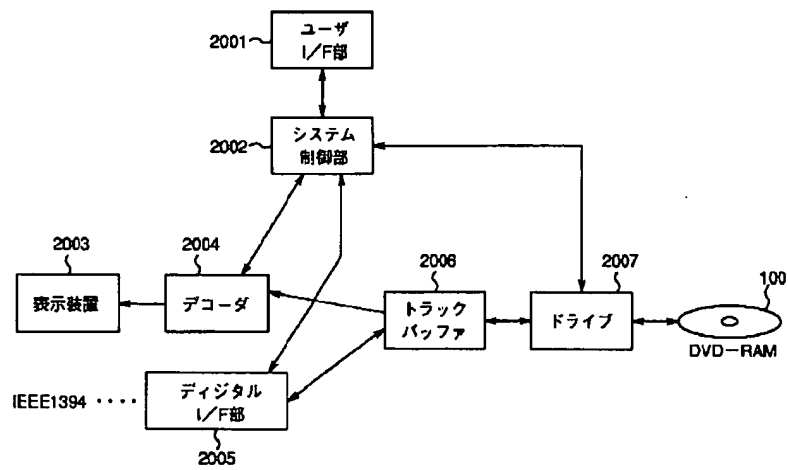 2001
ユーザ
I/F部
2002
システム
制御部
2003
表示装置
2004
デコーダ
2006
トラック
バッファ
2007
ドライブ
100
DVD-RAM
IEEE1394 ････
ディジタル
I/F部
2005